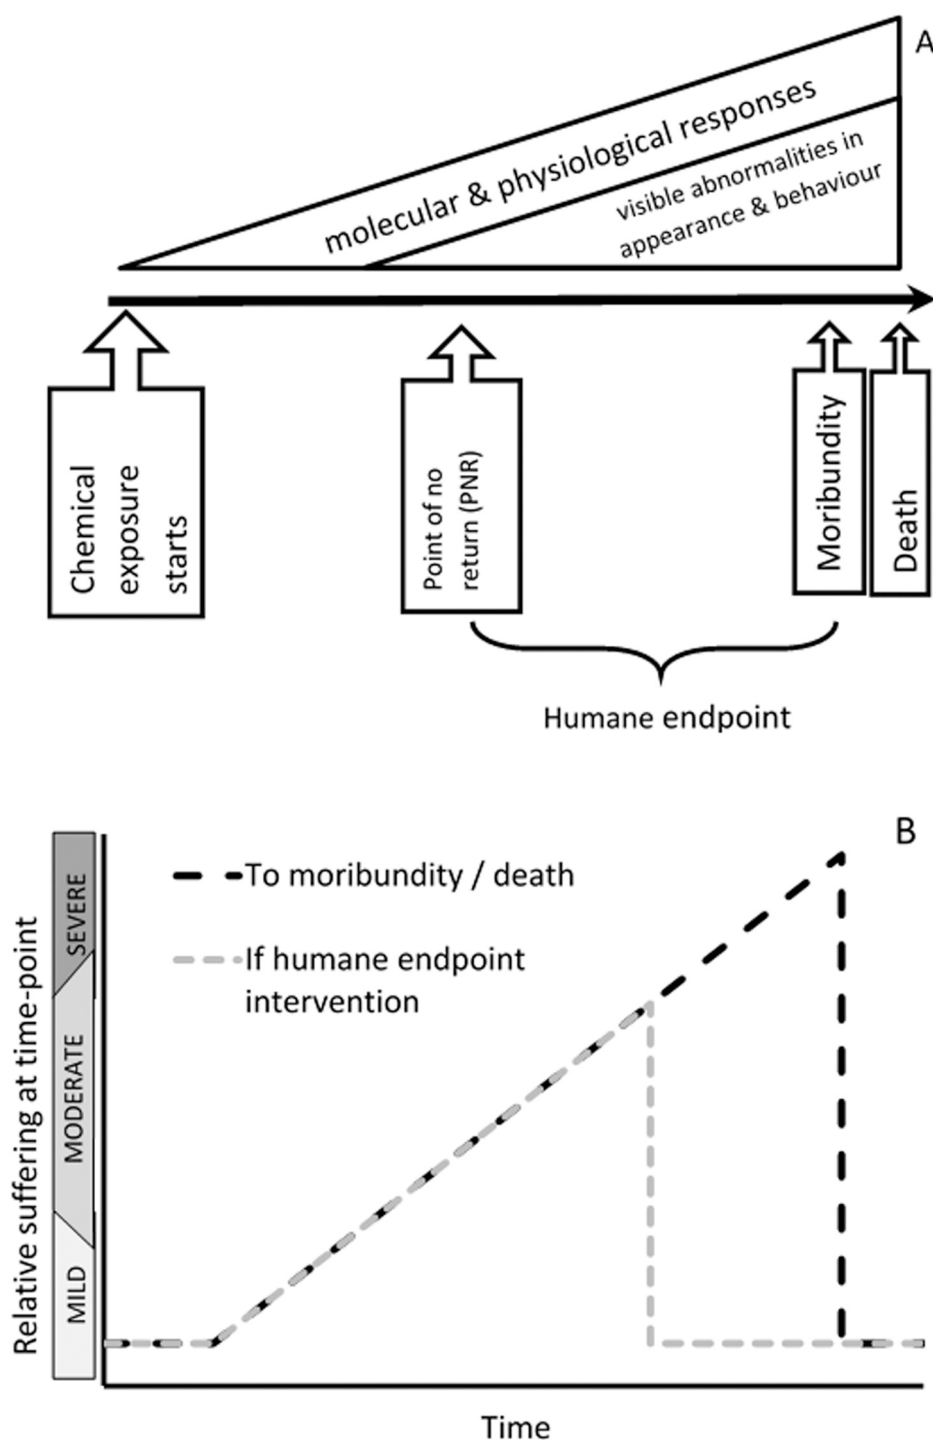 A
molecular & physiological responses
visible abnormalities in
appearance & behaviour
Chemical
exposure
starts
Point of no
return (PNR)
Moribundity
Death
Humane endpoint
B
To moribundity / death
If humane endpoint
intervention
Relative suffering at time-point
SEVERE
MODERATE
MILD
Time